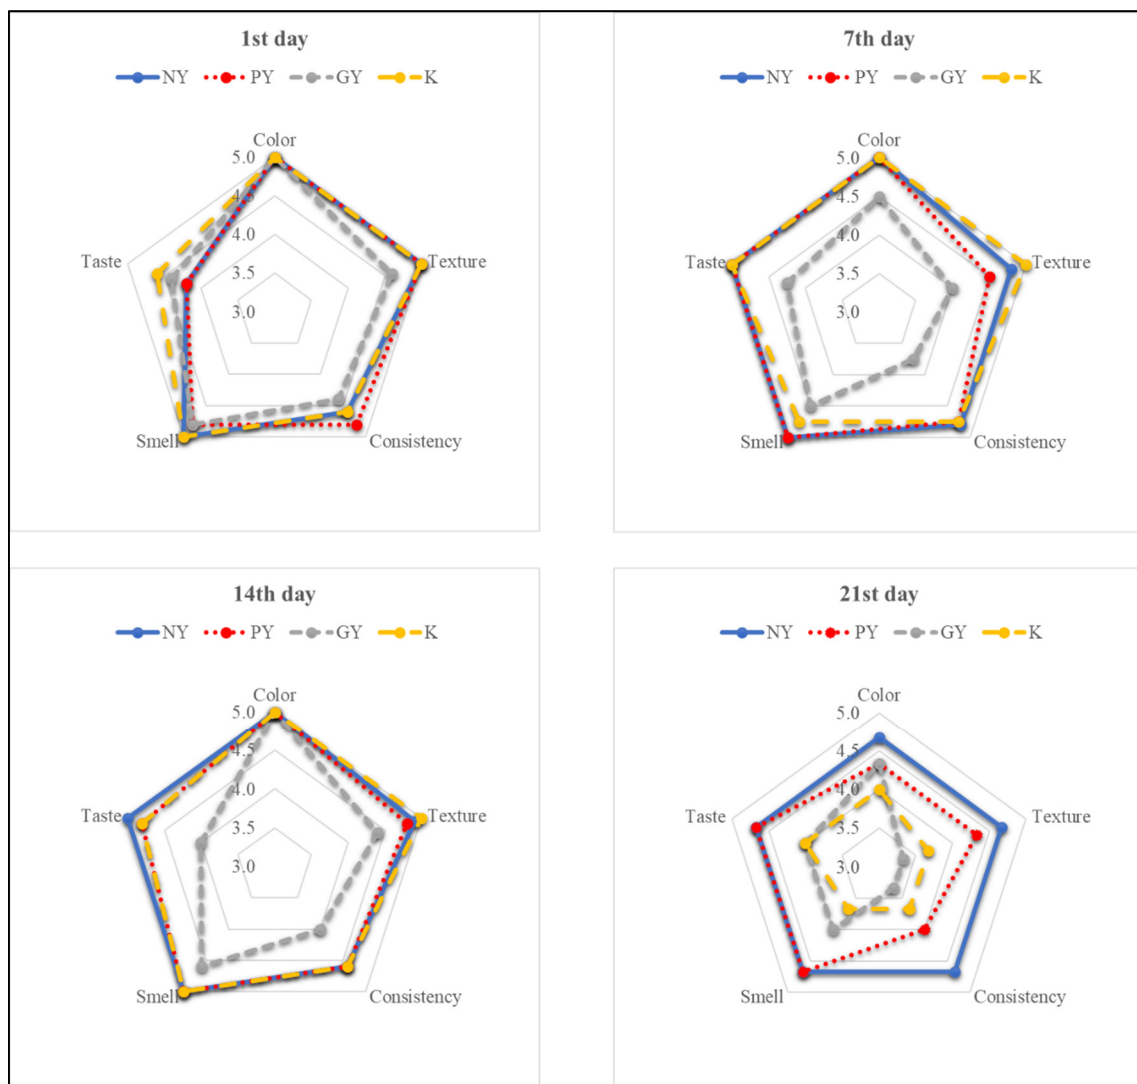 1st day
NY PY GY K
Color
5.0
4.5
4.0
3.5
3.0
Taste
Texture
Smell
Consistency
7th day
NY PY GY K
Color
5.0
4.5
4.0
3.5
3.0
Taste
Texture
Smell
Consistency
14th day
NY PY GY K
Color
5.0
4.5
4.0
3.5
3.0
Taste
Texture
Smell
Consistency
21st day
NY PY GY K
Color
5.0
4.5
4.0
3.5
3.0
Taste
Texture
Smell
Consistency